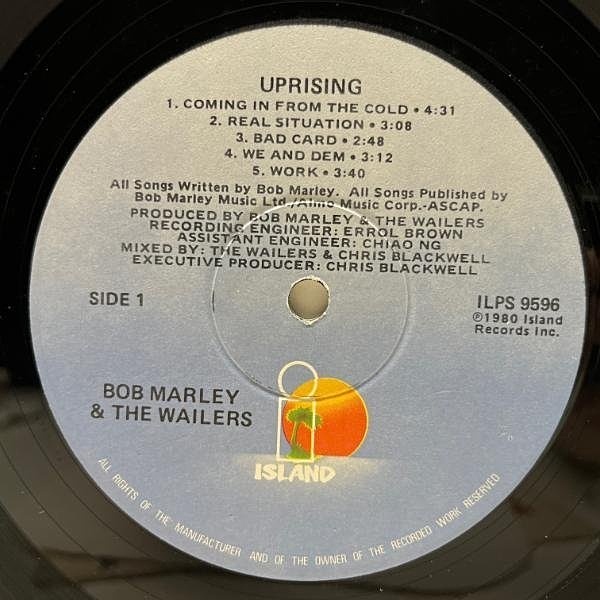 UPRISING
1. COMING IN FROM THE COLD • 4:31
2. REAL SITUATION • 3:08
3. BAD CARD • 2:48
4. WE AND DEM • 3:12
5. WORK • 3:40
All Songs Written by Bob Marley. All Songs Published by
Bob Marley Music Ltd./Almo Music Corp.-ASCAP.
PRODUCED BY BOB MARLEY & THE WAILERS
RECORDING ENGINEER: ERROL BROWN
ASSISTANT ENGINEER: CHIAO NG
MIXED BY: THE WAILERS & CHRIS BLACKWELL
EXECUTIVE PRODUCER: CHRIS BLACKWELL
SIDE 1
ILPS 9596
℗1980 Island
Records Inc.
BOB MARLEY
& THE WAILERS
ISLAND
ALL RIGHTS OF THE MANUFACTURER AND OF THE OWNER OF THE RECORDED WORK RESERVED